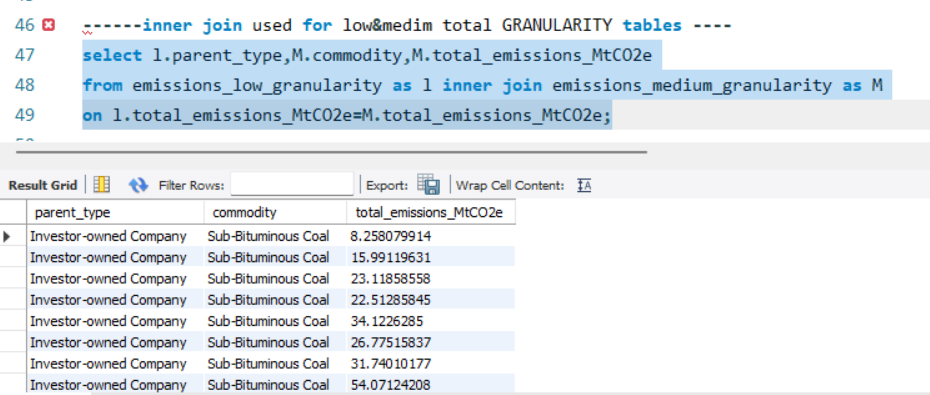 46 ------inner join used for low&medim total GRANULARITY tables ----
47 select l.parent_type,M.commodity,M.total_emissions_MtCO2e
48 from emissions_low_granularity as l inner join emissions_medium_granularity as M
49 on l.total_emissions_MtCO2e=M.total_emissions_MtCO2e;
Result Grid Filter Rows: Export: Wrap Cell Content: IA
parent_type commodity total_emissions_MtCO2e
Investor-owned Company Sub-Bituminous Coal 8.258079914
Investor-owned Company Sub-Bituminous Coal 15.99119631
Investor-owned Company Sub-Bituminous Coal 23.11858558
Investor-owned Company Sub-Bituminous Coal 22.51285845
Investor-owned Company Sub-Bituminous Coal 34.1226285
Investor-owned Company Sub-Bituminous Coal 26.77515837
Investor-owned Company Sub-Bituminous Coal 31.74010177
Investor-owned Company Sub-Bituminous Coal 54.07124208